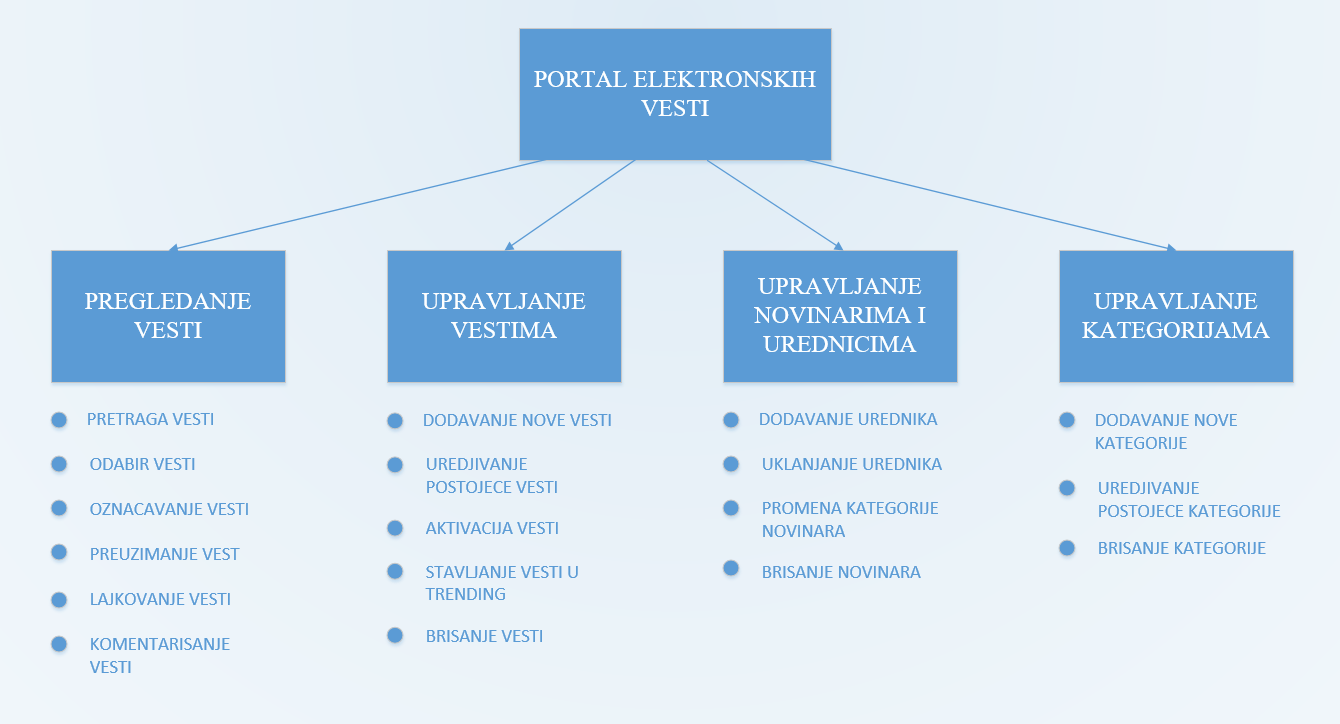 PORTAL ELEKTRONSKIH
VESTI
PREGLEDANJE
VESTI
PRETRAGA VESTI
ODABIR VESTI
OZNACAVANJE VESTI
PREUZIMANJE VEST
LAJKOVANJE VESTI
KOMENTARISANJE
VESTI
UPRAVLJANJE
VESTIMA
DODAVANJE NOVE VESTI
UREDJIVANJE
POSTOJECE VESTI
AKTIVACIJA VESTI
STAVLJANJE VESTI U
TRENDING
BRISANJE VESTI
UPRAVLJANJE
NOVINARIMA I
UREDNICIMA
DODAVANJE UREDNIKA
UKLANJANJE UREDNIKA
PROMENA KATEGORIJE
NOVINARA
BRISANJE NOVINARA
UPRAVLJANJE
KATEGORIJAMA
DODAVANJE NOVE
KATEGORIJE
UREDJIVANJE
POSTOJECE KATEGORIJE
BRISANJE KATEGORIJE